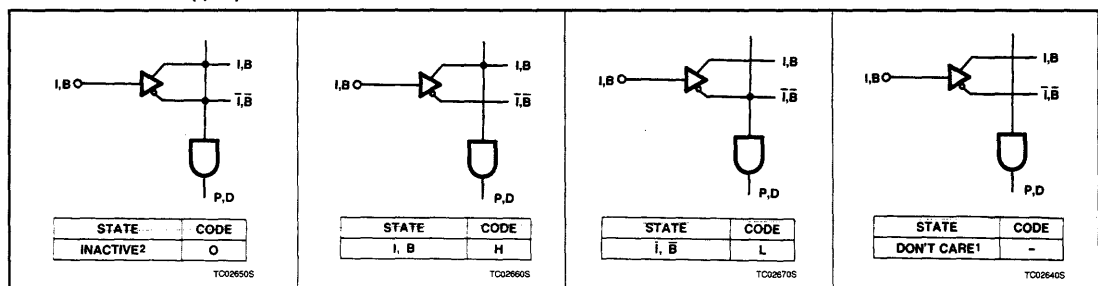 I,B
I,B
I̅,B̅
P,D
STATE CODE
INACTIVE² O
TC02650S
I,B
I,B
I̅,B̅
P,D
STATE CODE
I, B H
TC02660S
I,B
I,B
I̅,B̅
P,D
STATE CODE
I̅, B̅ L
TC02670S
I,B
I,B
I̅,B̅
P,D
STATE CODE
DON'T CARE¹ –
TC02640S